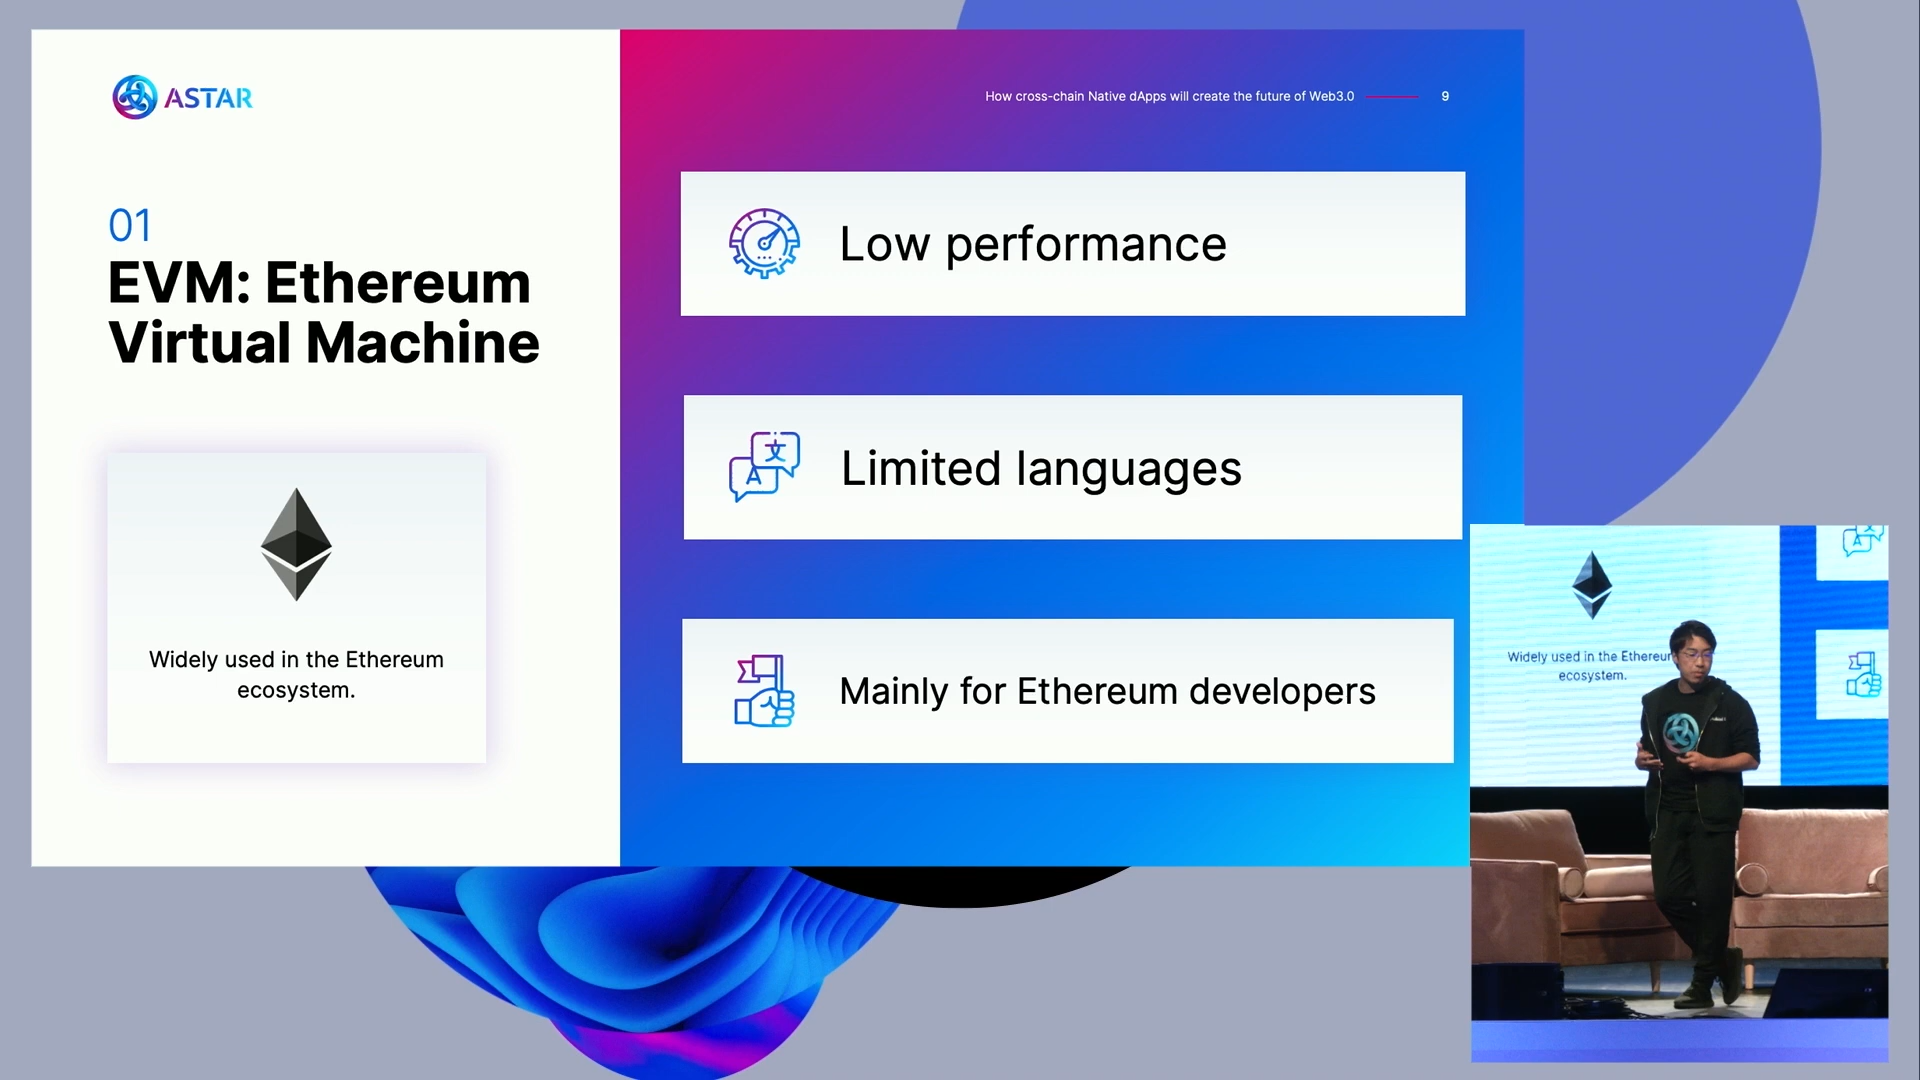 ASTAR
How cross-chain Native dApps will create the future of Web3.0
9
01
EVM: Ethereum
Virtual Machine
Widely used in the Ethereum
ecosystem.
Low performance
文
A
Limited languages
Mainly for Ethereum developers
A
Widely used in the Ethereu
ecosystem.